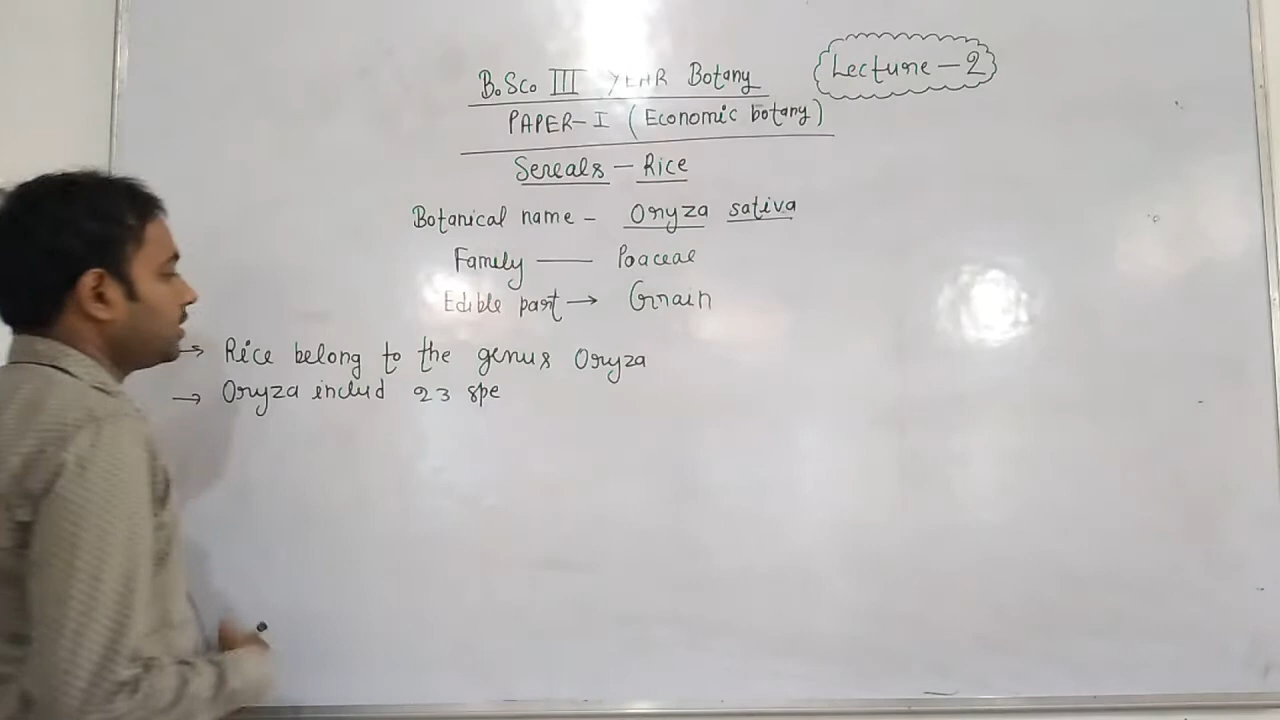 B.Sc. III YEAR Botany
Lecture-2
PAPER-I (Economic botany)
Sereals - Rice
Botanical name - Oryza sativa
Family — Poaceae
Edible part → Grain
→ Rice belong to the genus Oryza
→ Oryza includ 23 spe